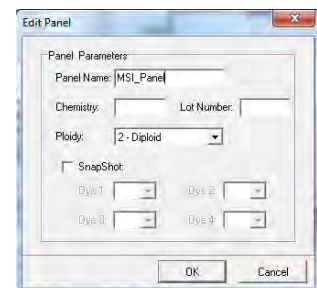 Edit Panel
Panel Parameters
Panel Name: MSI_Panel
Chemistry: Lot Number:
Ploidy: 2 - Diploid
SnapShot:
Dye 1: Dye 2:
Dye 3: Dye 4:
OK Cancel